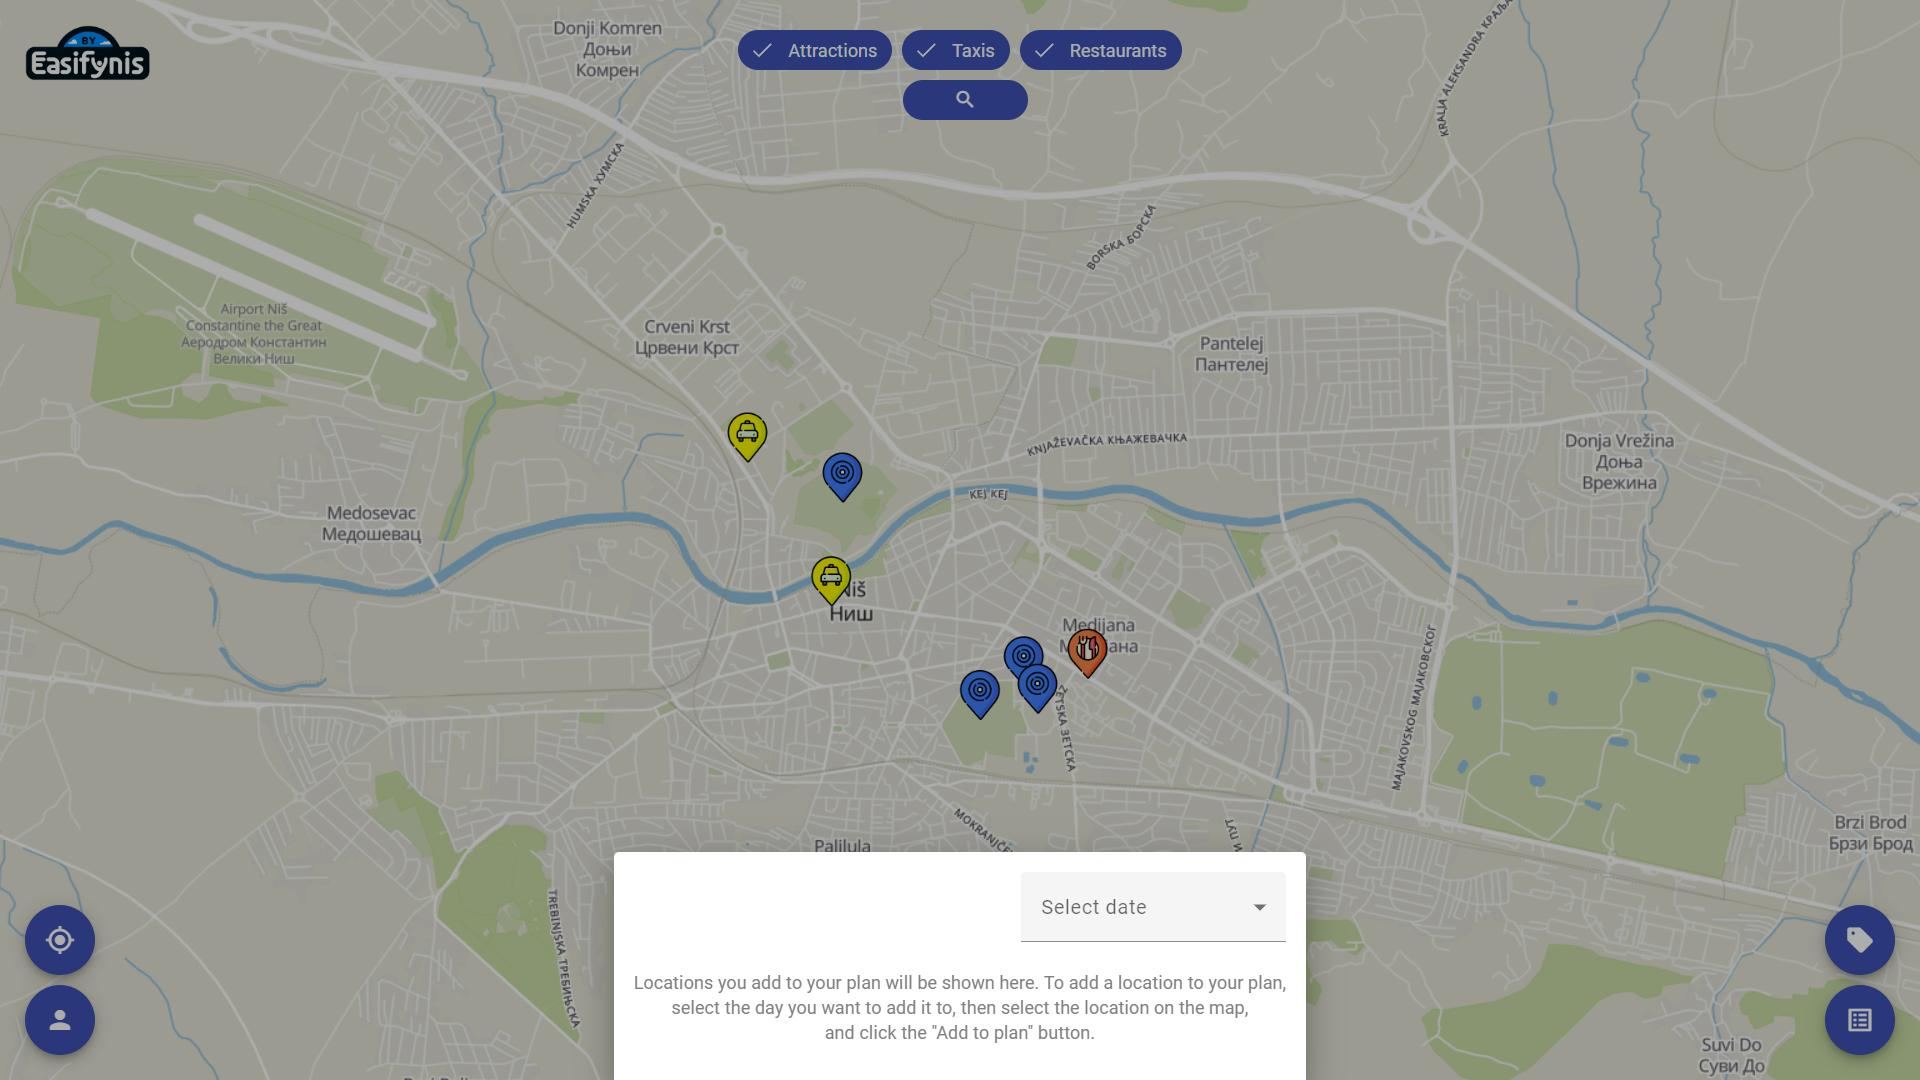 BY
Easifynis
Attractions
Taxis
Restaurants
Donji Komren
Доњи
Комрен
KRALJA ALEKSANDRA КРАЉА
HUMSKA ХУМСКА
BORSKA БОРСКА
Airport Niš
Constantine the Great
Аеродром Константин
Велики Ниш
Crveni Krst
Црвени Крст
Pantelej
Пантелеј
KNJAŽEVAČKA КЊАЖЕВАЧКА
Donja Vrežina
Доња
Врежина
КЕЈ KEJ
Medosevac
Медошевац
Niš
Ниш
Medijana
ZETSKA ЗЕТСКА
MAJAKOVSKOG МАЈАКОВСКОГ
MOKRANJČE
Palilula
Brzi Brod
Брзи Брод
TREBINJSKA ТРЕБИЊСКА
Select date
Locations you add to your plan will be shown here. To add a location to your plan,
select the day you want to add it to, then select the location on the map,
and click the "Add to plan" button.
Suvi Do
Суви До